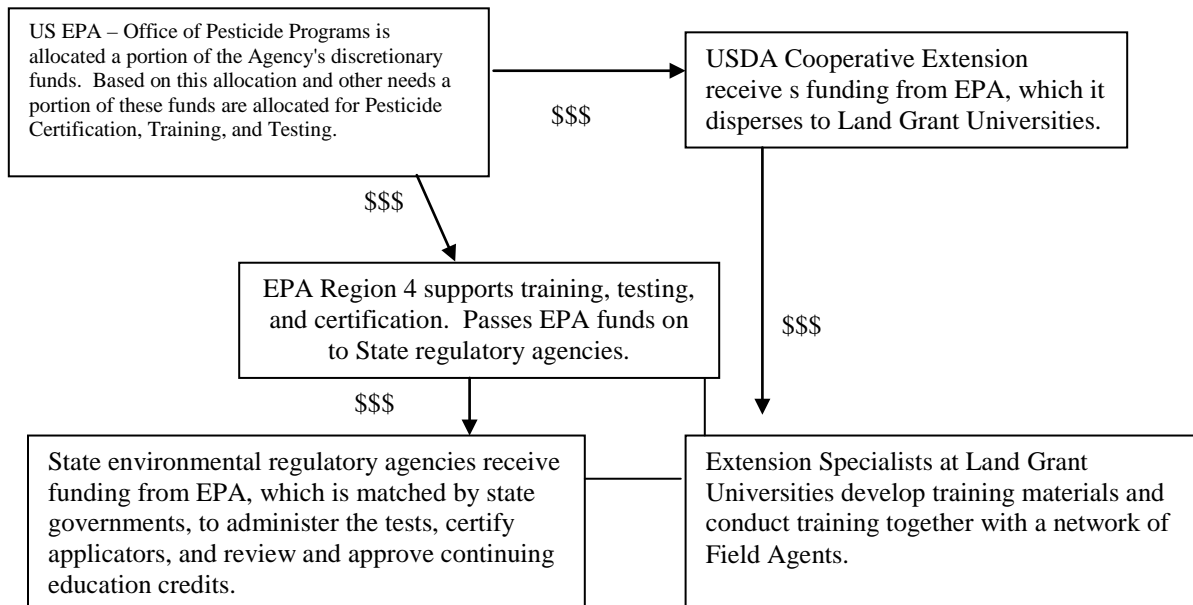 US EPA – Office of Pesticide Programs is
allocated a portion of the Agency's discretionary
funds.  Based on this allocation and other needs a
portion of these funds are allocated for Pesticide
Certification, Training, and Testing.
$$$
USDA Cooperative Extension
receive s funding from EPA, which it
disperses to Land Grant Universities.
$$$
EPA Region 4 supports training, testing,
and certification.  Passes EPA funds on
to State regulatory agencies.
$$$
$$$
State environmental regulatory agencies receive
funding from EPA, which is matched by state
governments, to administer the tests, certify
applicators, and review and approve continuing
education credits.
Extension Specialists at Land Grant
Universities develop training materials and
conduct training together with a network of
Field Agents.